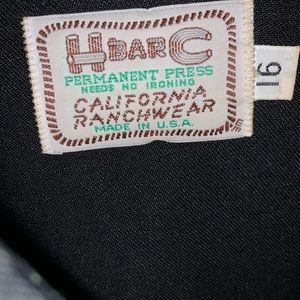 H BAR C
PERMANENT PRESS
NEEDS NO IRONING
CALIFORNIA
RANCHWEAR
MADE IN U.S.A.
16